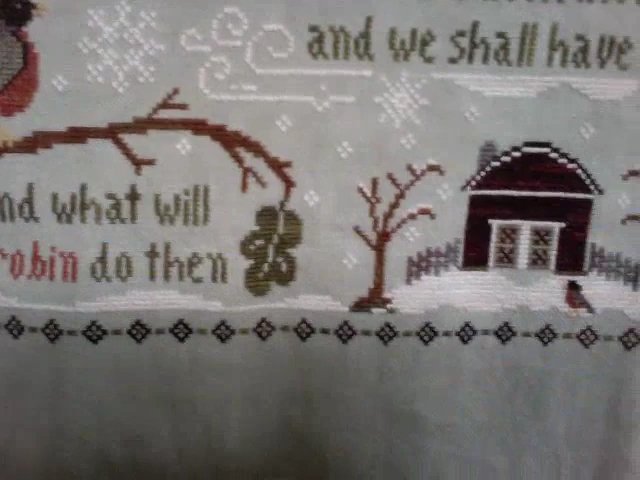 and we shall have
nd what will
robin do then